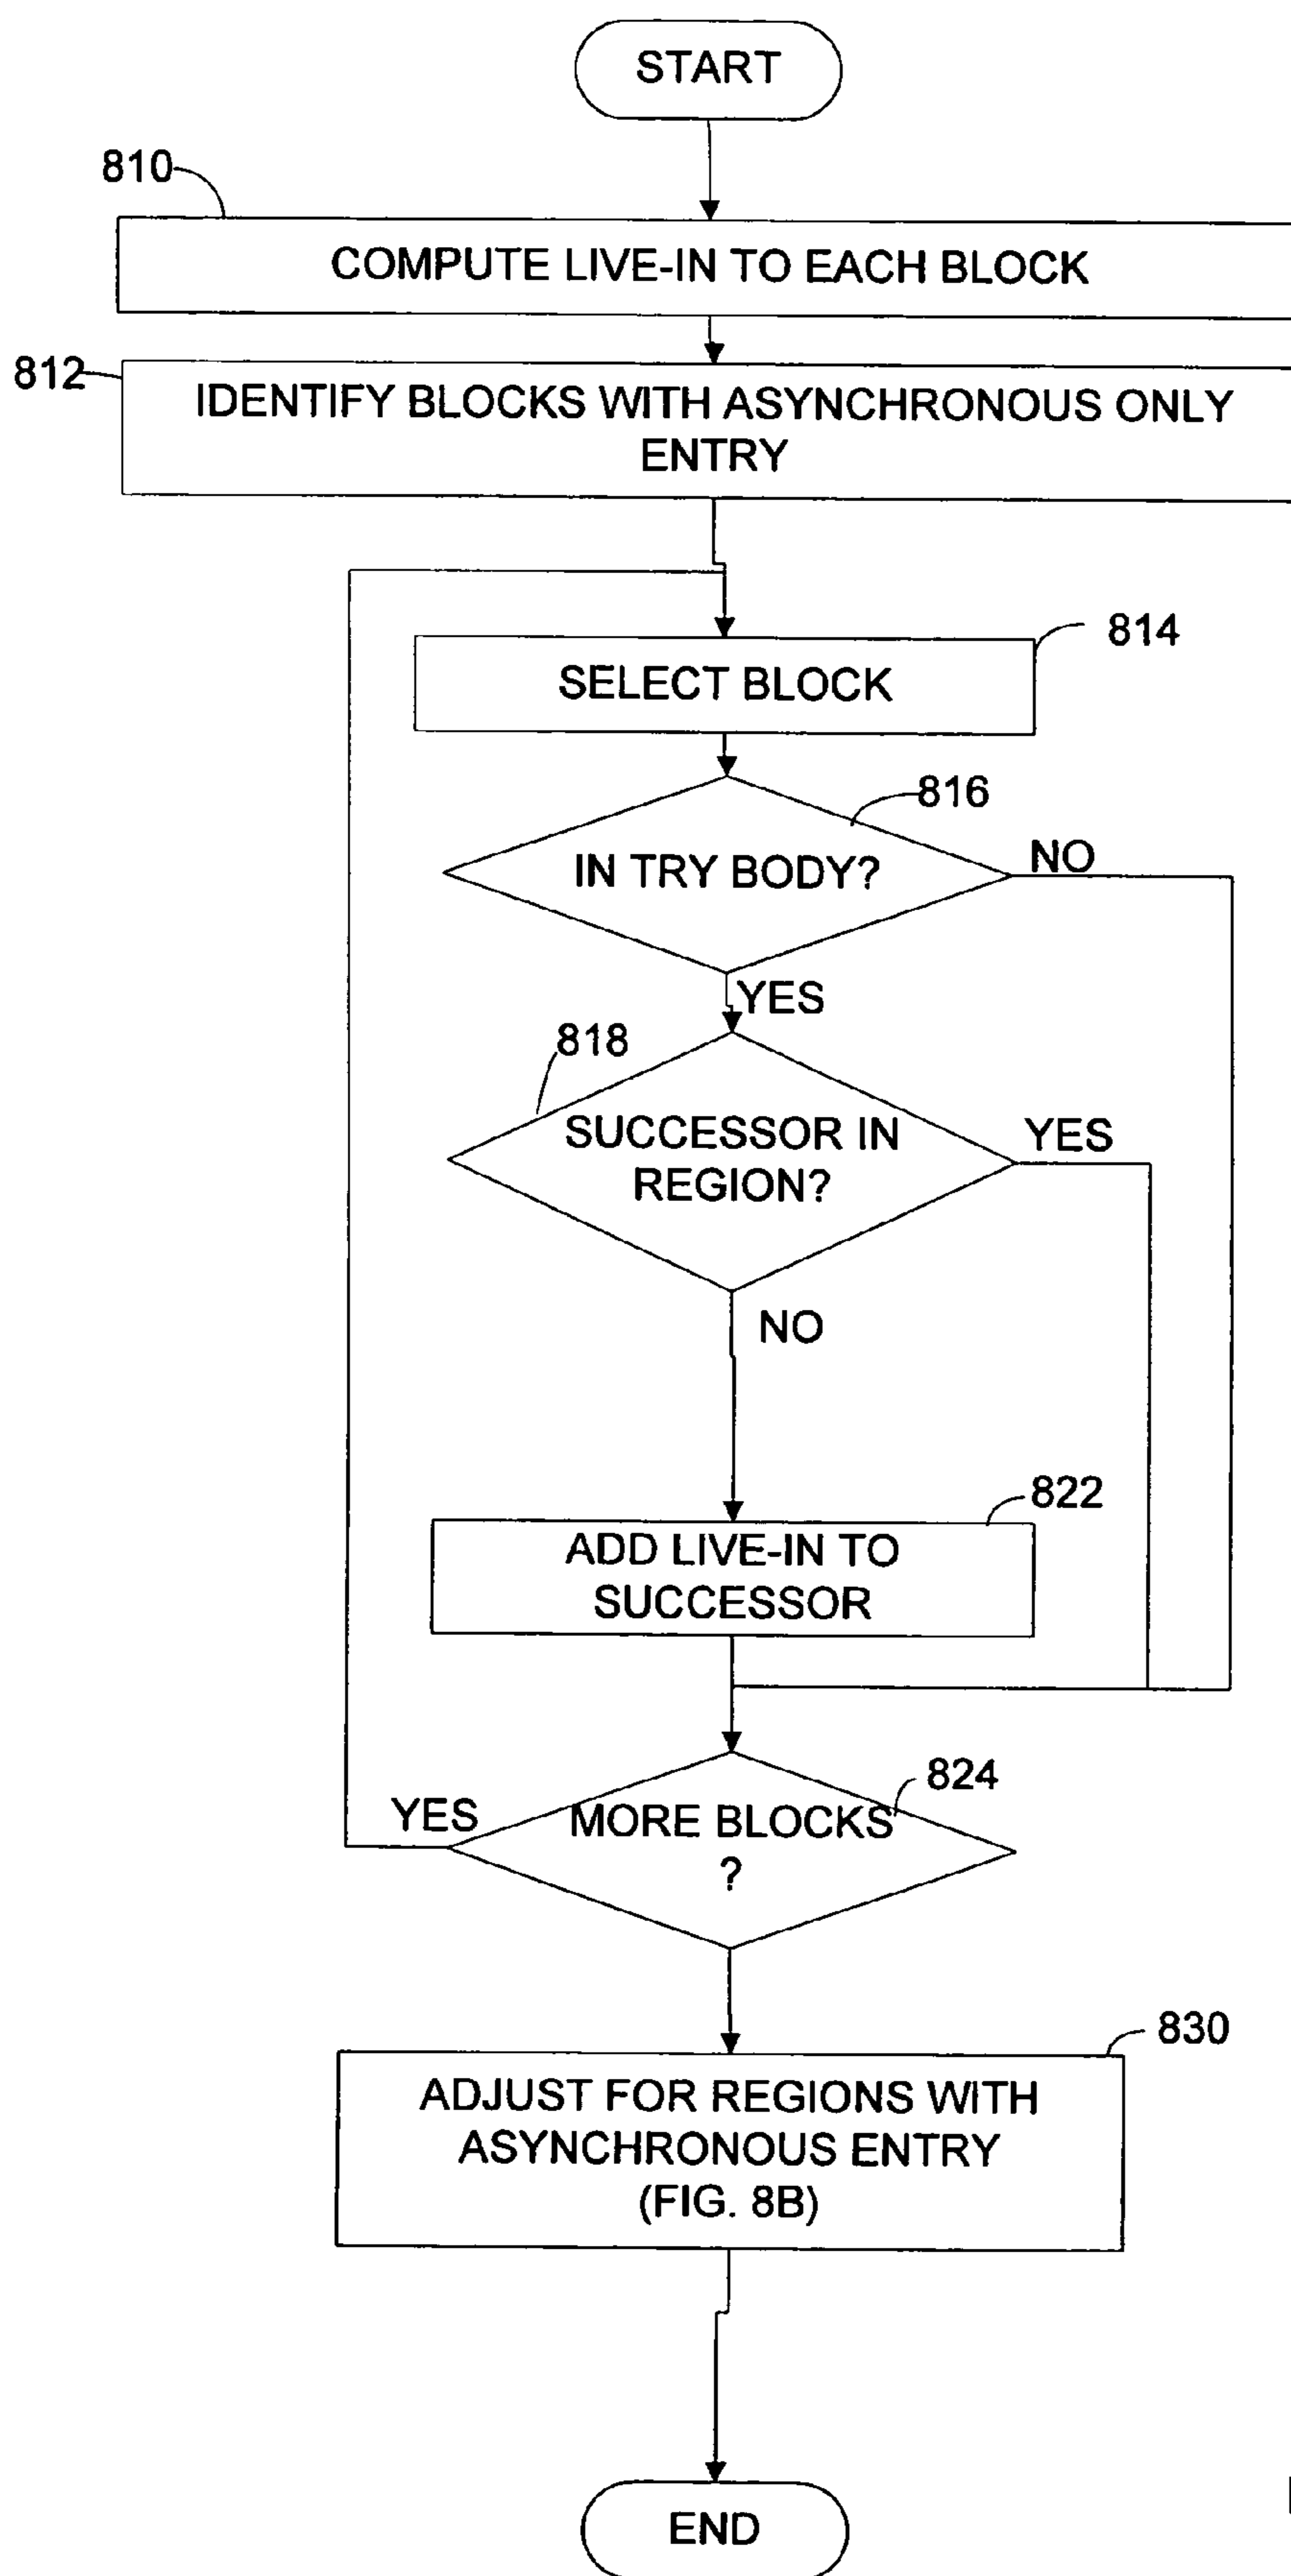 START
810
COMPUTE LIVE-IN TO EACH BLOCK
812
IDENTIFY BLOCKS WITH ASYNCHRONOUS ONLY
ENTRY
814
SELECT BLOCK
816
IN TRY BODY?
NO
YES
818
SUCCESSOR IN
REGION?
YES
NO
822
ADD LIVE-IN TO
SUCCESSOR
824
YES
MORE BLOCKS
?
830
ADJUST FOR REGIONS WITH
ASYNCHRONOUS ENTRY
(FIG. 8B)
END